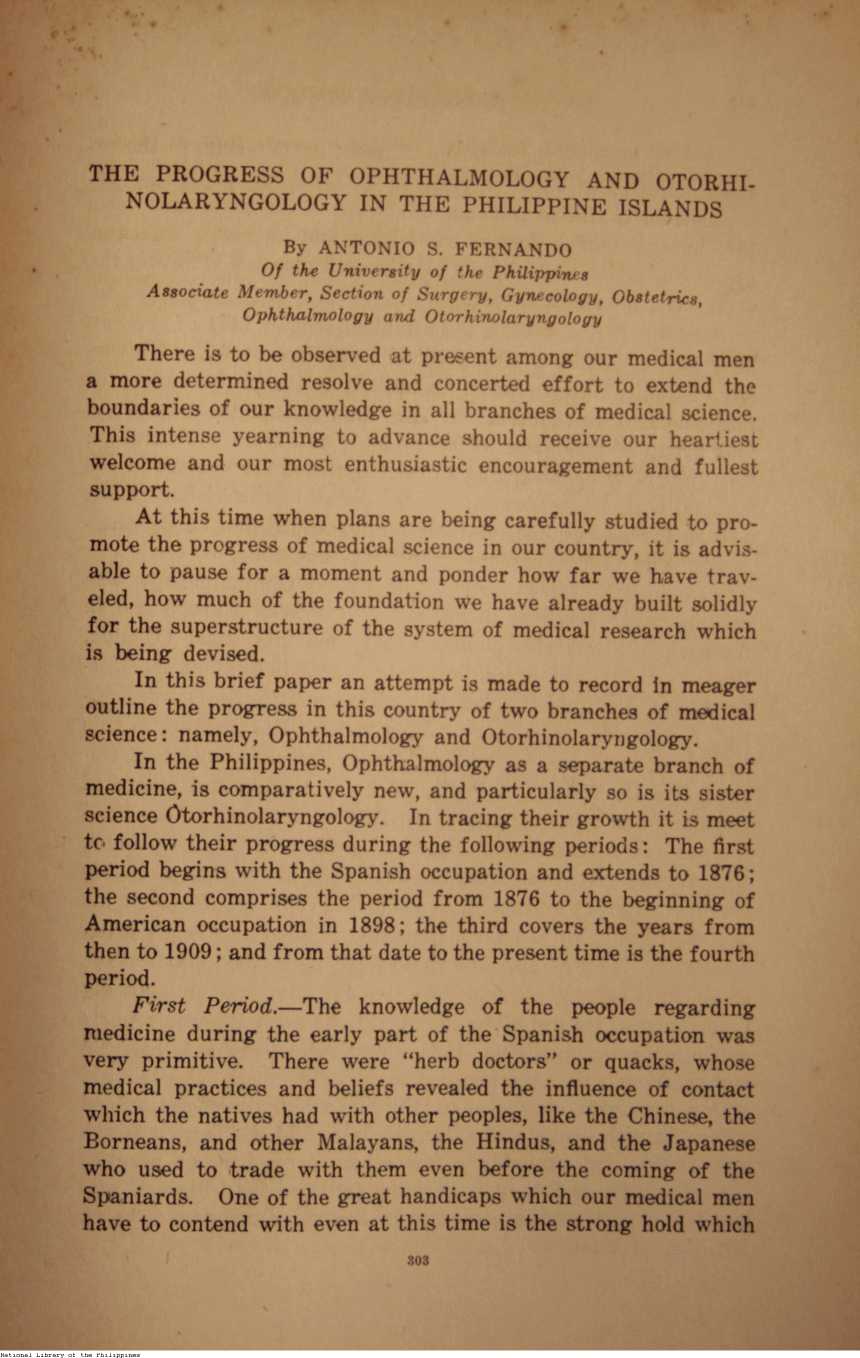 THE PROGRESS OF OPHTHALMOLOGY AND OTORHI-
NOLARYNGOLOGY IN THE PHILIPPINE ISLANDS
By ANTONIO S. FERNANDO
Of the University of the Philippines
Associate Member, Section of Surgery, Gynecology, Obstetrics,
Ophthalmology and Otorhinolaryngology
There is to be observed at present among our medical men
a more determined resolve and concerted effort to extend the
boundaries of our knowledge in all branches of medical science.
This intense yearning to advance should receive our heartiest
welcome and our most enthusiastic encouragement and fullest
support.
At this time when plans are being carefully studied to pro-
mote the progress of medical science in our country, it is advis-
able to pause for a moment and ponder how far we have trav-
eled, how much of the foundation we have already built solidly
for the superstructure of the system of medical research which
is being devised.
In this brief paper an attempt is made to record in meager
outline the progress in this country of two branches of medical
science: namely, Ophthalmology and Otorhinolaryngology.
In the Philippines, Ophthalmology as a separate branch of
medicine, is comparatively new, and particularly so is its sister
science Otorhinolaryngology. In tracing their growth it is meet
to follow their progress during the following periods: The first
period begins with the Spanish occupation and extends to 1876;
the second comprises the period from 1876 to the beginning of
American occupation in 1898; the third covers the years from
then to 1909; and from that date to the present time is the fourth
period.
First Period.—The knowledge of the people regarding
medicine during the early part of the Spanish occupation was
very primitive. There were "herb doctors" or quacks, whose
medical practices and beliefs revealed the influence of contact
which the natives had with other peoples, like the Chinese, the
Borneans, and other Malayans, the Hindus, and the Japanese
who used to trade with them even before the coming of the
Spaniards. One of the great handicaps which our medical men
have to contend with even at this time is the strong hold which
303
National Library of the Philippines